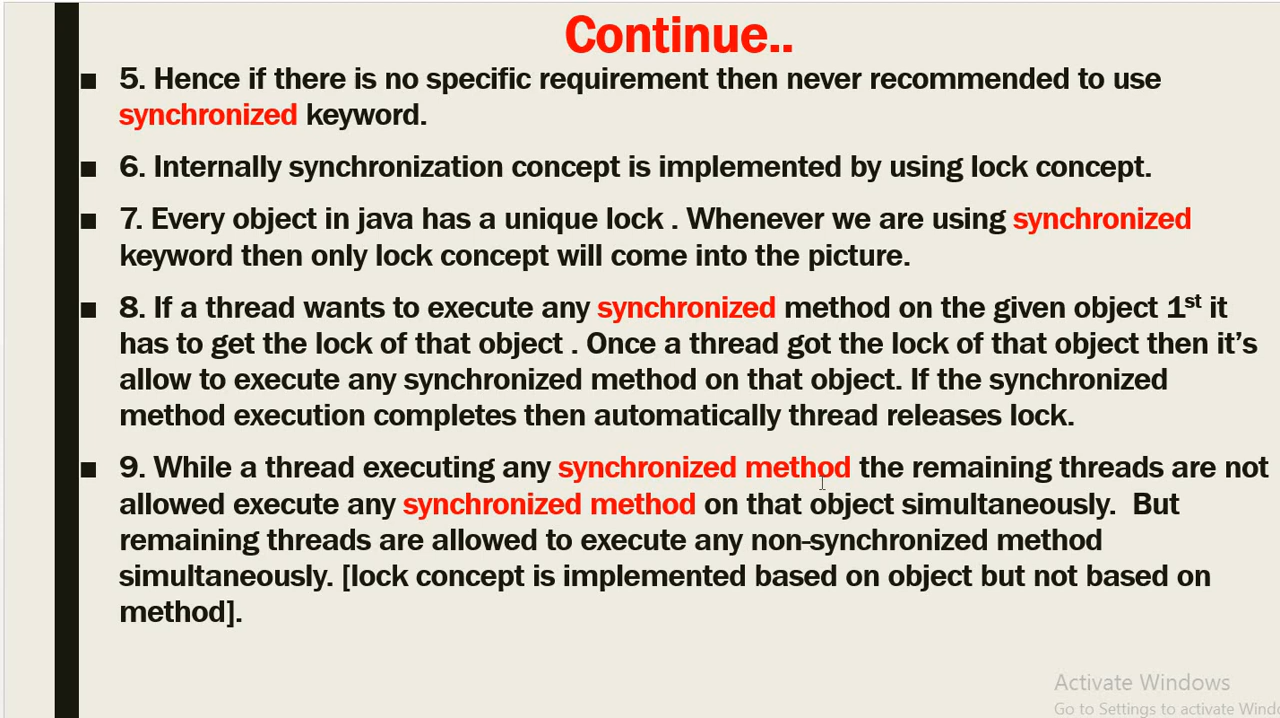 Continue..
■ 5. Hence if there is no specific requirement then never recommended to use
synchronized keyword.
■ 6. Internally synchronization concept is implemented by using lock concept.
■ 7. Every object in java has a unique lock . Whenever we are using synchronized
keyword then only lock concept will come into the picture.
■ 8. If a thread wants to execute any synchronized method on the given object 1st it
has to get the lock of that object . Once a thread got the lock of that object then it’s
allow to execute any synchronized method on that object. If the synchronized
method execution completes then automatically thread releases lock.
■ 9. While a thread executing any synchronized method the remaining threads are not
allowed execute any synchronized method on that object simultaneously.  But
remaining threads are allowed to execute any non-synchronized method
simultaneously. [lock concept is implemented based on object but not based on
method].
Activate Windows
Go to Settings to activate Wind